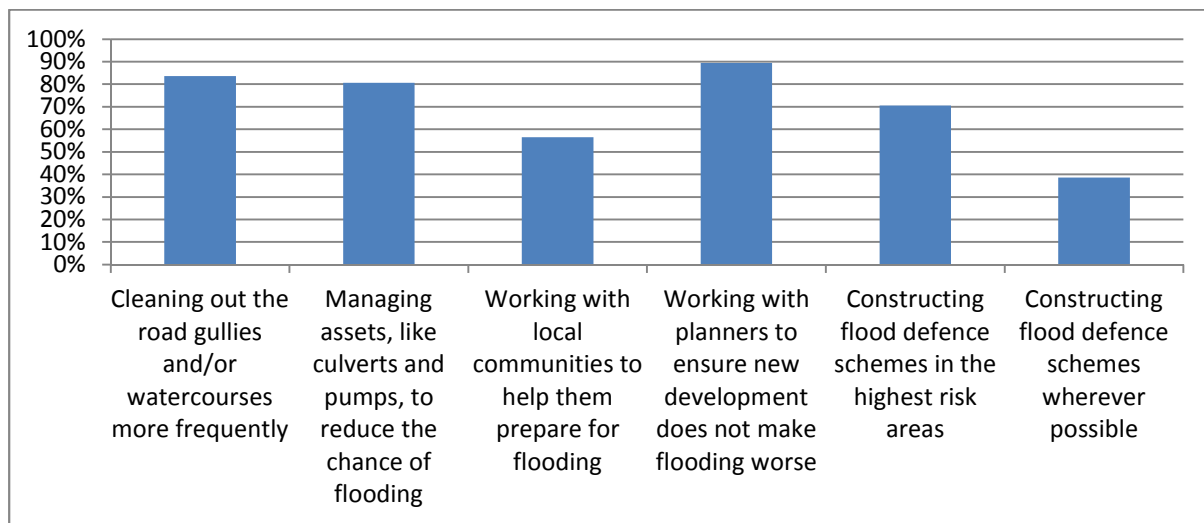 100%
90%
80%
70%
60%
50%
40%
30%
20%
10%
0%
Cleaning out the
road gullies
and/or
watercourses
more frequently
Managing
assets, like
culverts and
pumps, to
reduce the
chance of
flooding
Working with
local
communities to
help them
prepare for
flooding
Working with
planners to
ensure new
development
does not make
flooding worse
Constructing
flood defence
schemes in the
highest risk
areas
Constructing
flood defence
schemes
wherever
possible